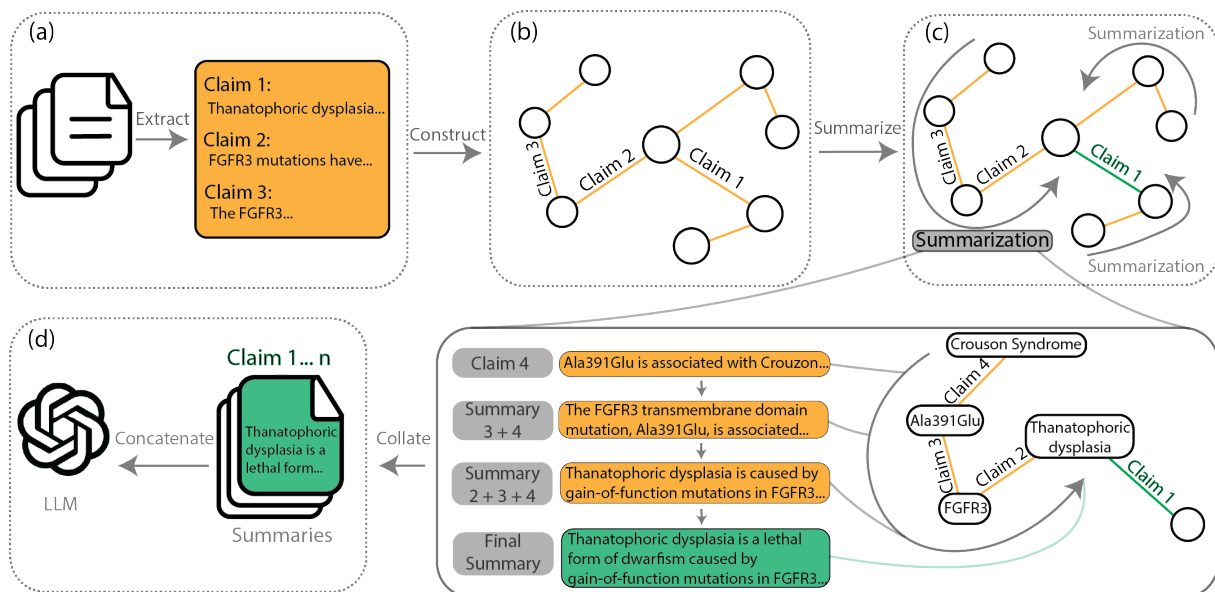 (a)
Claim 1:
Thanatophoric dysplasia...
Claim 2:
FGFR3 mutations have...
Claim 3:
The FGFR3...
Extract
Construct
(b)
Claim 3
Claim 2
Claim 1
Summarize
(c)
Summarization
Claim 3
Claim 2
Claim 1
Summarization
Summarization
(d)
Claim 1... n
Thanatophoric
dysplasia is a
lethal form...
Concatenate
LLM
Summaries
Collate
Claim 4
Ala391Glu is associated with Crouzon...
Summary
3 + 4
The FGFR3 transmembrane domain
mutation, Ala391Glu, is associated...
Summary
2 + 3 + 4
Thanatophoric dysplasia is caused by
gain-of-function mutations in FGFR3...
Final
Summary
Thanatophoric dysplasia is a lethal
form of dwarfism caused by
gain-of-function mutations in FGFR3...
Crouson Syndrome
Claim 4
Ala391Glu
Claim 3
FGFR3
Claim 2
Thanatophoric
dysplasia
Claim 1